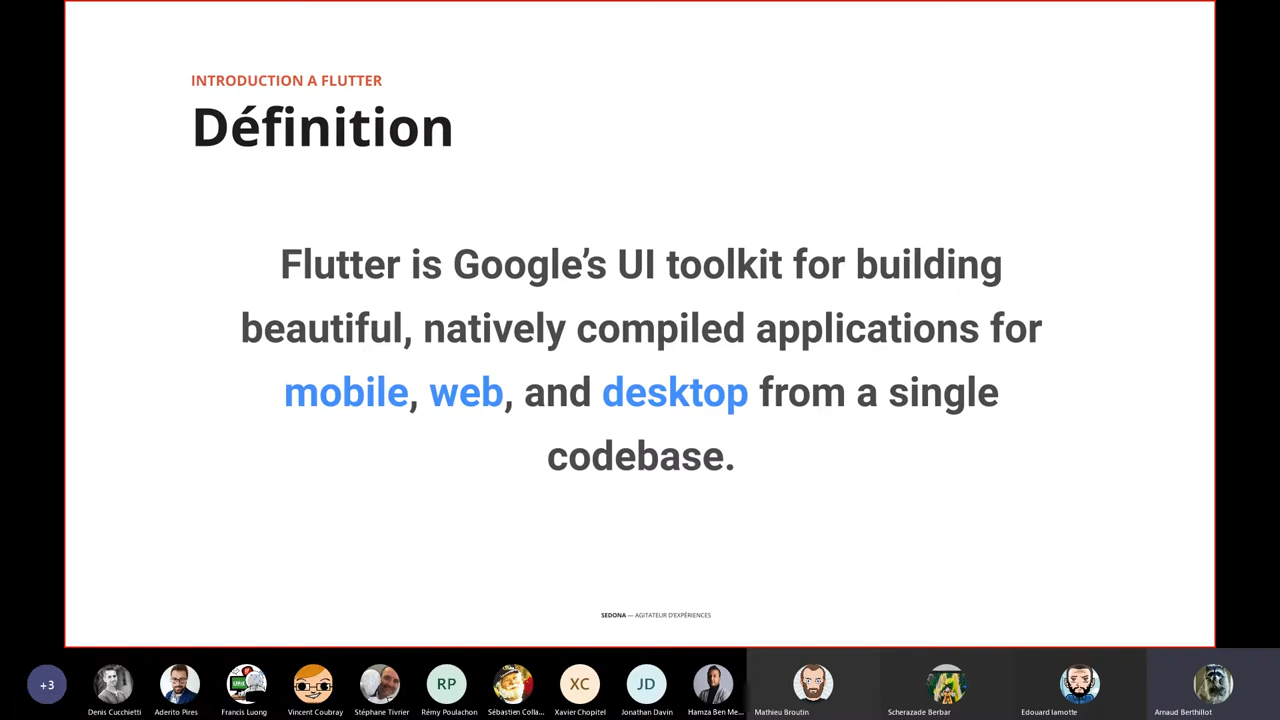 INTRODUCTION A FLUTTER
Définition
Flutter is Google’s UI toolkit for building
beautiful, natively compiled applications for
mobile, web, and desktop from a single
codebase.
SEDONA — AGITATEUR D'EXPÉRIENCES
+3
RP
XC
JD
Denis Cucchietti
Aderito Pires
Francis Luong
Vincent Coubray
Stéphane Tivrier
Rémy Poulachon
Sébastien Colla...
Xavier Chopitel
Jonathan Davin
Hamza Ben Me...
Mathieu Broutin
Scherazade Berbar
Edouard lamotte
Arnaud Berthillot